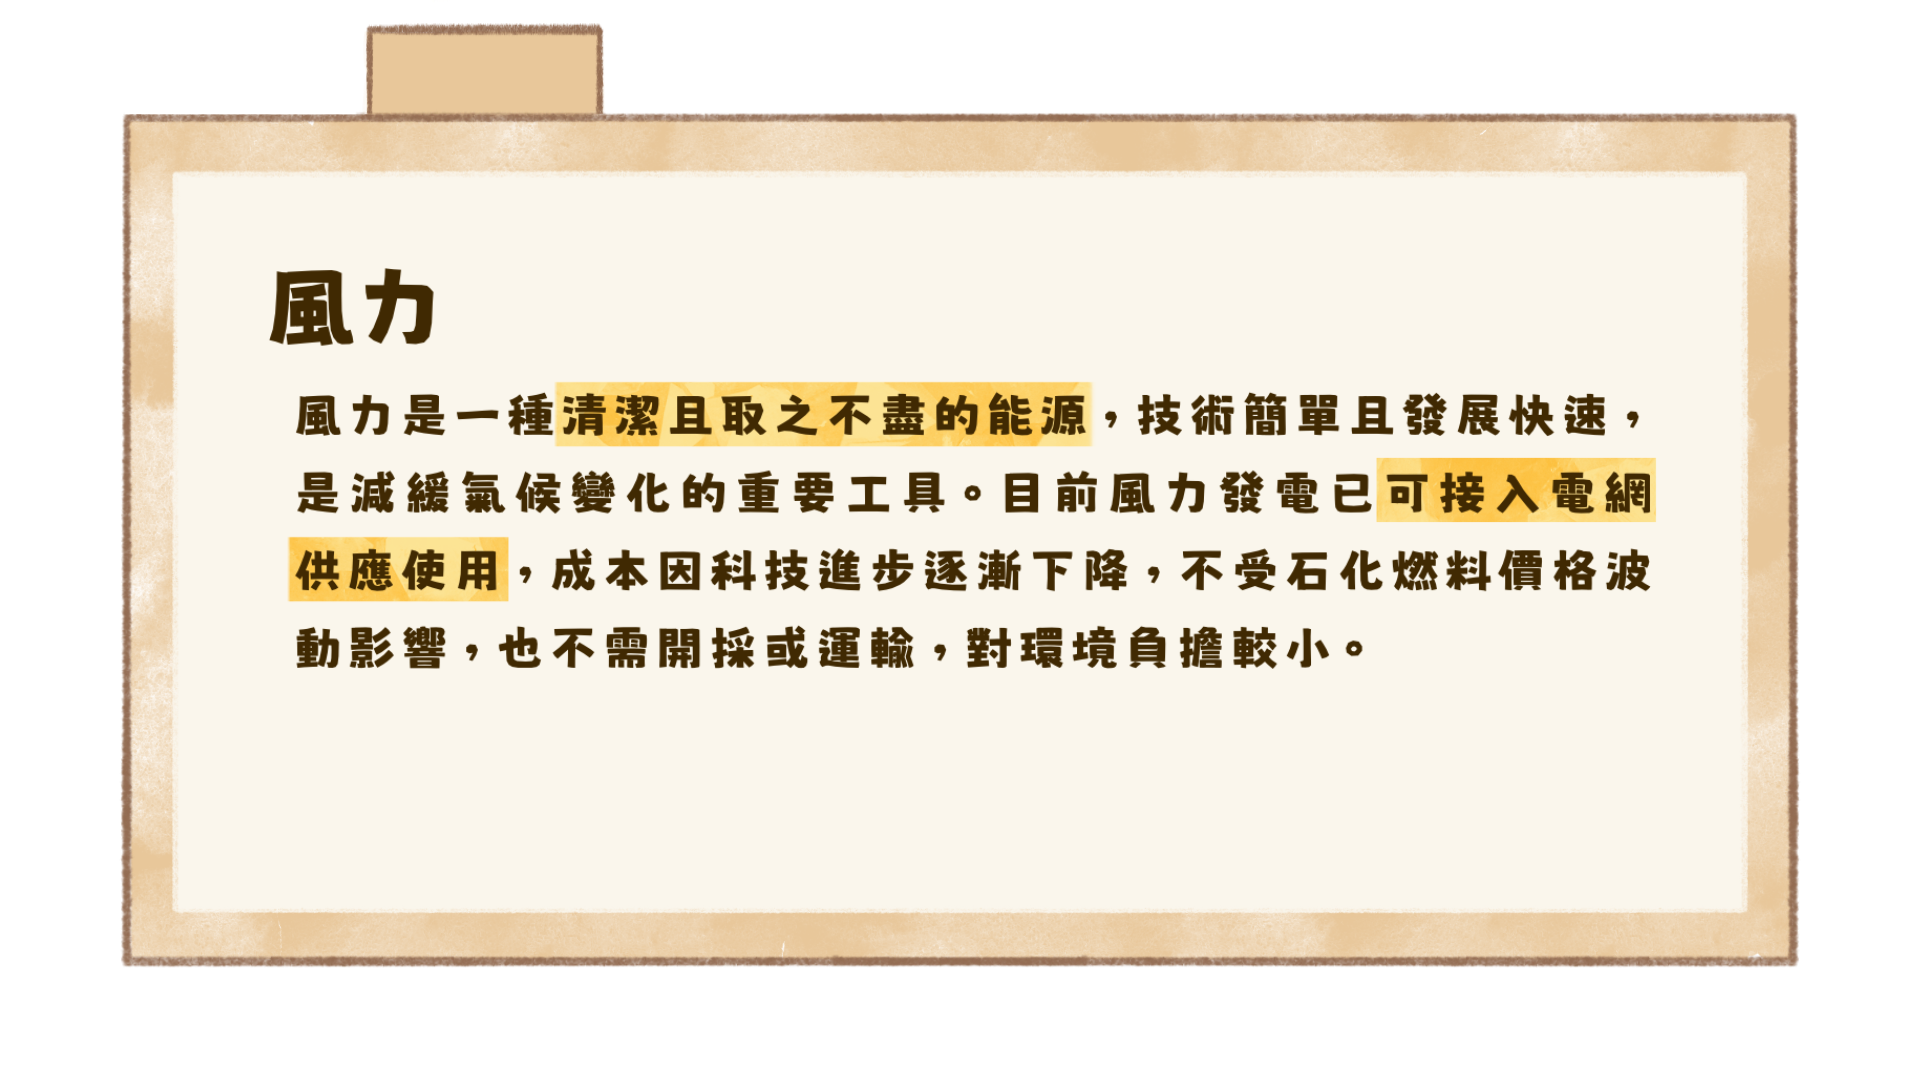 風力
風力是一種清潔且取之不盡的能源，技術簡單且發展快速，
是減緩氣候變化的重要工具。目前風力發電已可接入電網
供應使用，成本因科技進步逐漸下降，不受石化燃料價格波
動影響，也不需開採或運輸，對環境負擔較小。